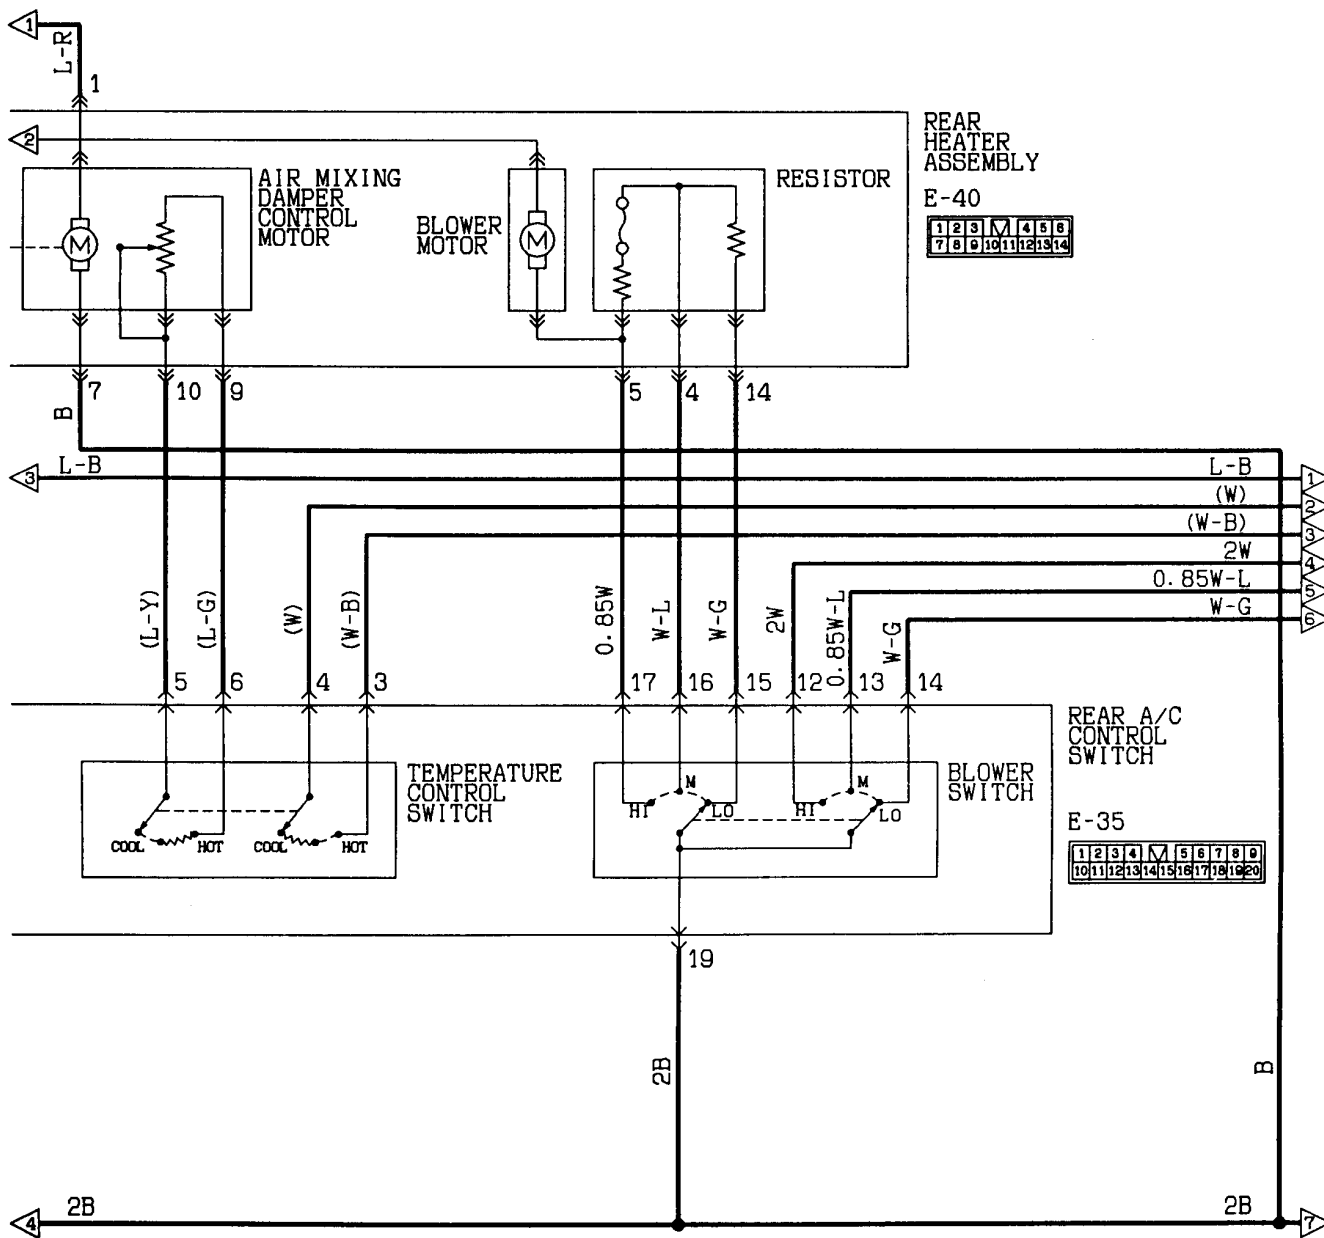 1
L-R
1
2
REAR
HEATER
ASSEMBLY
E-40
1 2 3 4 5 6
7 8 9 10 11 12 13 14
AIR MIXING
DAMPER
CONTROL
MOTOR
M
BLOWER
MOTOR
M
RESISTOR
7 10 9 5 4 14
B
3 L-B L-B 1
(W) 2
(W-B) 3
2W 4
0.85W-L 5
W-G 6
(L-Y) (L-G) (W) (W-B) 0.85W W-L W-G 2W 0.85W-L W-G
5 6 4 3 17 16 15 12 13 14
REAR A/C
CONTROL
SWITCH
TEMPERATURE
CONTROL
SWITCH
COOL HOT COOL HOT
BLOWER
SWITCH
HI M LO HI M LO
E-35
1 2 3 4 5 6 7 8 9
10 11 12 13 14 15 16 17 18 19 20
19
2B
B
4 2B 2B 7